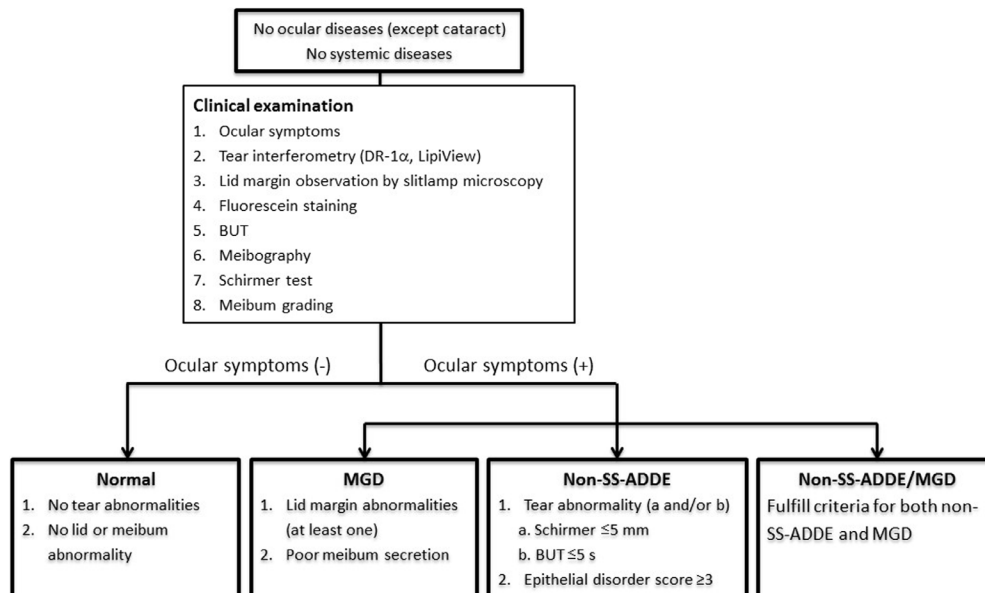 No ocular diseases (except cataract)
No systemic diseases
Clinical examination
1. Ocular symptoms
2. Tear interferometry (DR-1α, LipiView)
3. Lid margin observation by slitlamp microscopy
4. Fluorescein staining
5. BUT
6. Meibography
7. Schirmer test
8. Meibum grading
Ocular symptoms (-)
Ocular symptoms (+)
Normal
1. No tear abnormalities
2. No lid or meibum
abnormality
MGD
1. Lid margin abnormalities
(at least one)
2. Poor meibum secretion
Non-SS-ADDE
1. Tear abnormality (a and/or b)
a. Schirmer ≤5 mm
b. BUT ≤5 s
2. Epithelial disorder score ≥3
Non-SS-ADDE/MGD
Fulfill criteria for both non-
SS-ADDE and MGD